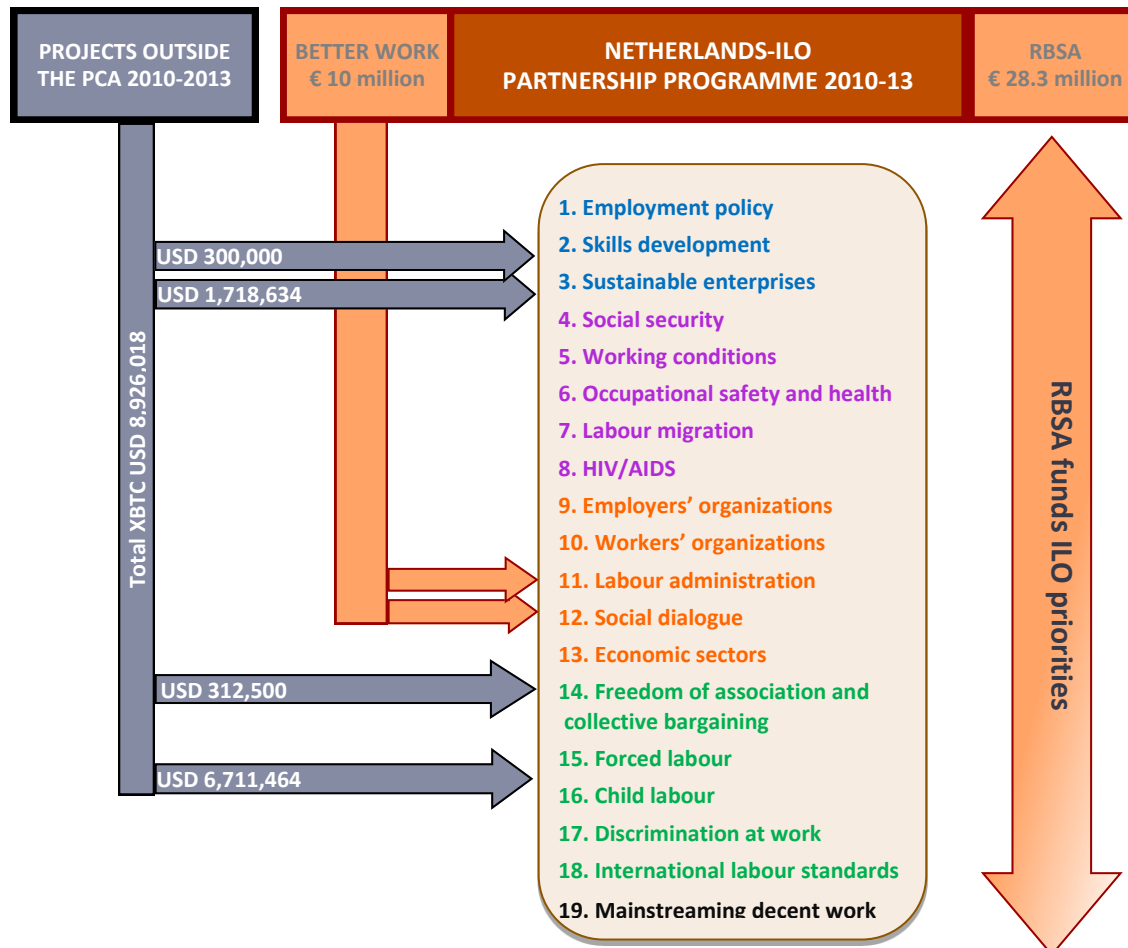 PROJECTS OUTSIDE
THE PCA 2010-2013
BETTER WORK
€ 10 million
NETHERLANDS-ILO
PARTNERSHIP PROGRAMME 2010-13
RBSA
€ 28.3 million
Total XBTC USD 8,926,018
USD 300,000
USD 1,718,634
USD 312,500
USD 6,711,464
1. Employment policy
2. Skills development
3. Sustainable enterprises
4. Social security
5. Working conditions
6. Occupational safety and health
7. Labour migration
8. HIV/AIDS
9. Employers’ organizations
10. Workers’ organizations
11. Labour administration
12. Social dialogue
13. Economic sectors
14. Freedom of association and
collective bargaining
15. Forced labour
16. Child labour
17. Discrimination at work
18. International labour standards
19. Mainstreaming decent work
RBSA funds ILO priorities